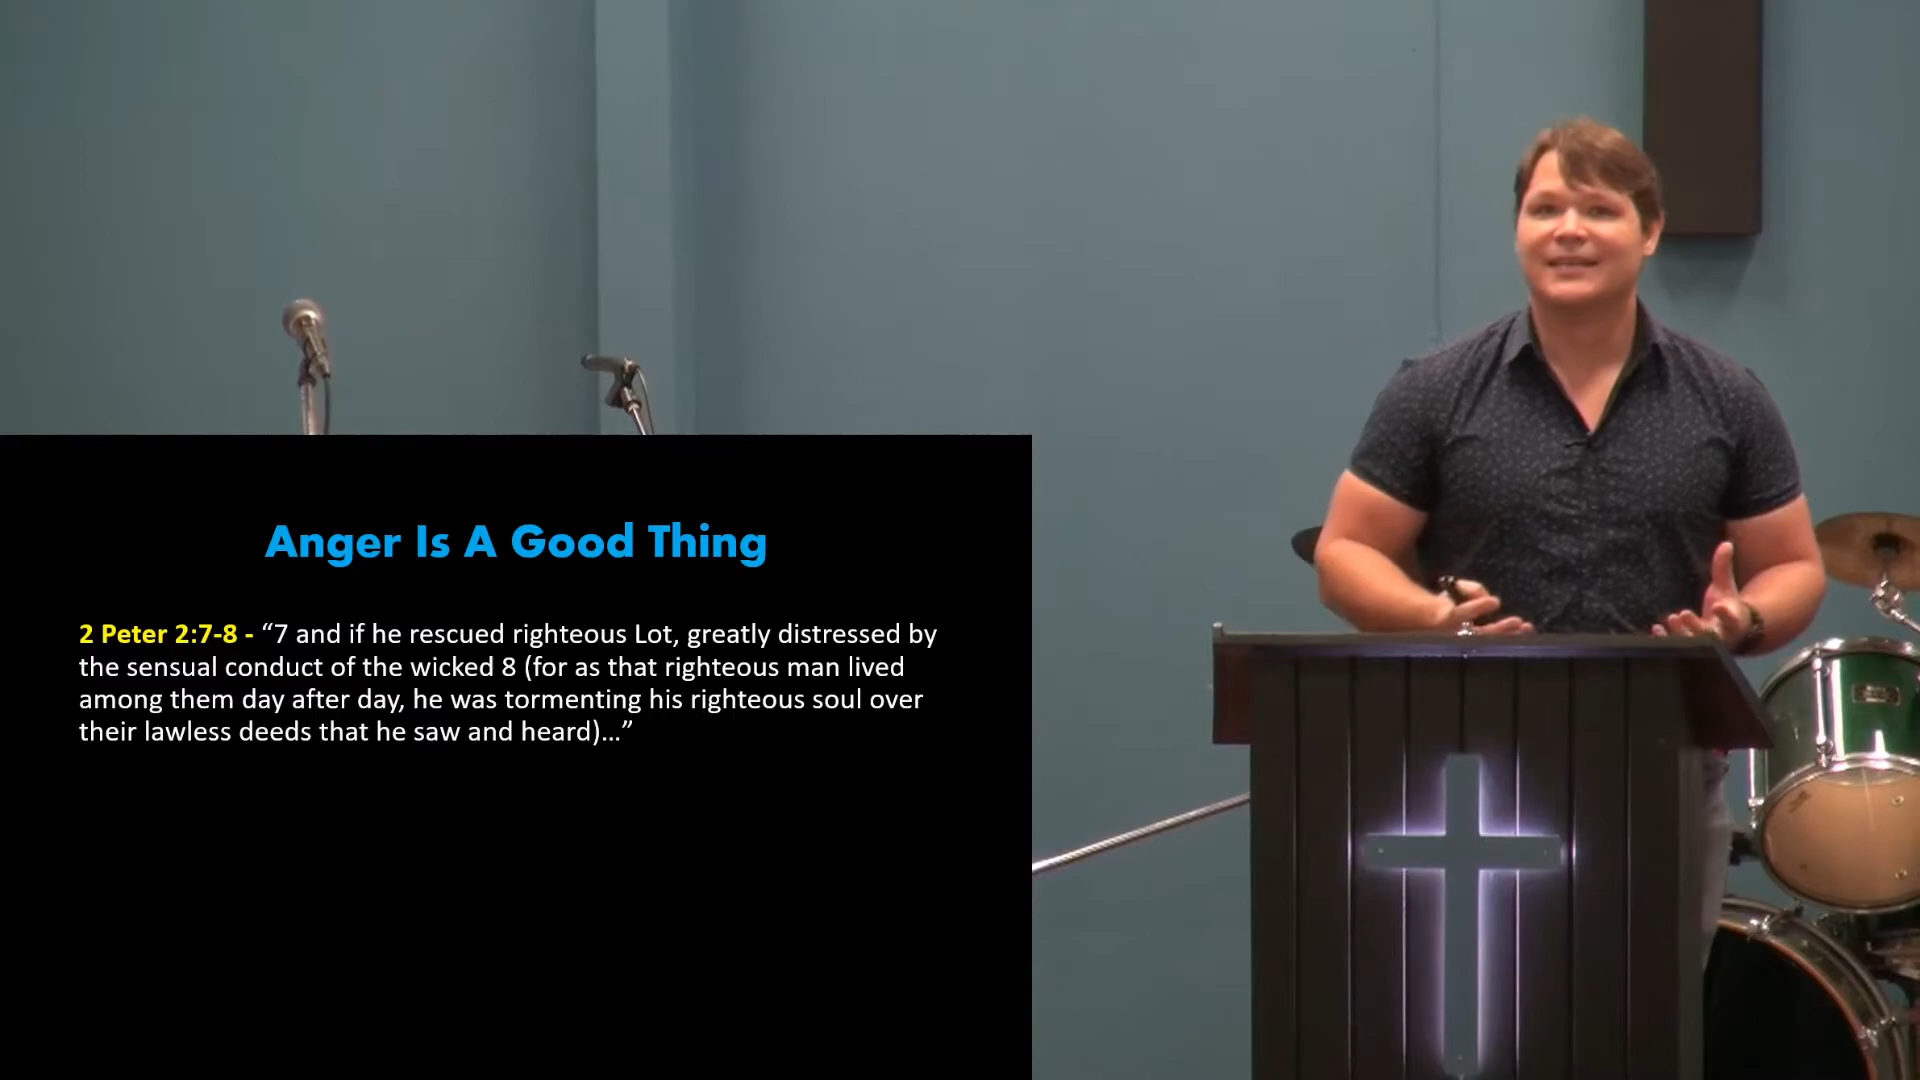 Anger Is A Good Thing
2 Peter 2:7-8 - “7 and if he rescued righteous Lot, greatly distressed by
the sensual conduct of the wicked 8 (for as that righteous man lived
among them day after day, he was tormenting his righteous soul over
their lawless deeds that he saw and heard)…”